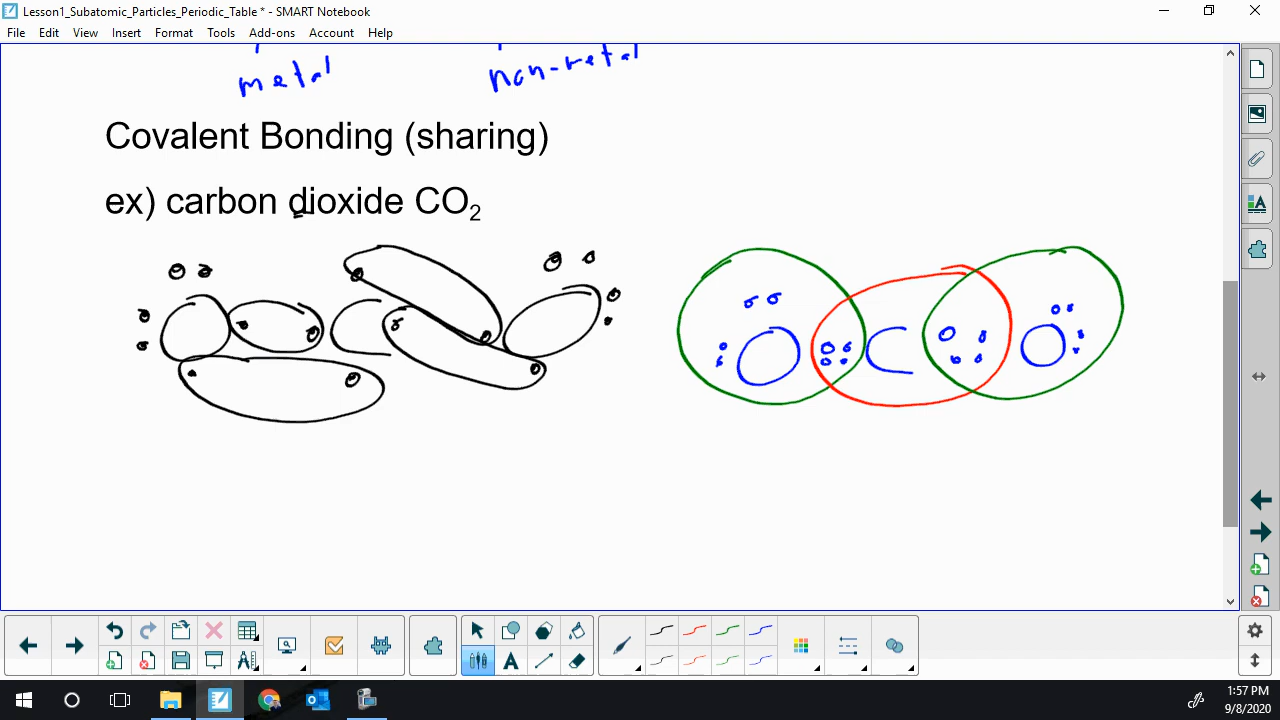 Lesson1_Subatomic_Particles_Periodic_Table * - SMART Notebook
File Edit View Insert Format Tools Add-ons Account Help
metal non-metal
Covalent Bonding (sharing)
ex) carbon dioxide CO₂
O C O O C O
1:57 PM
9/8/2020